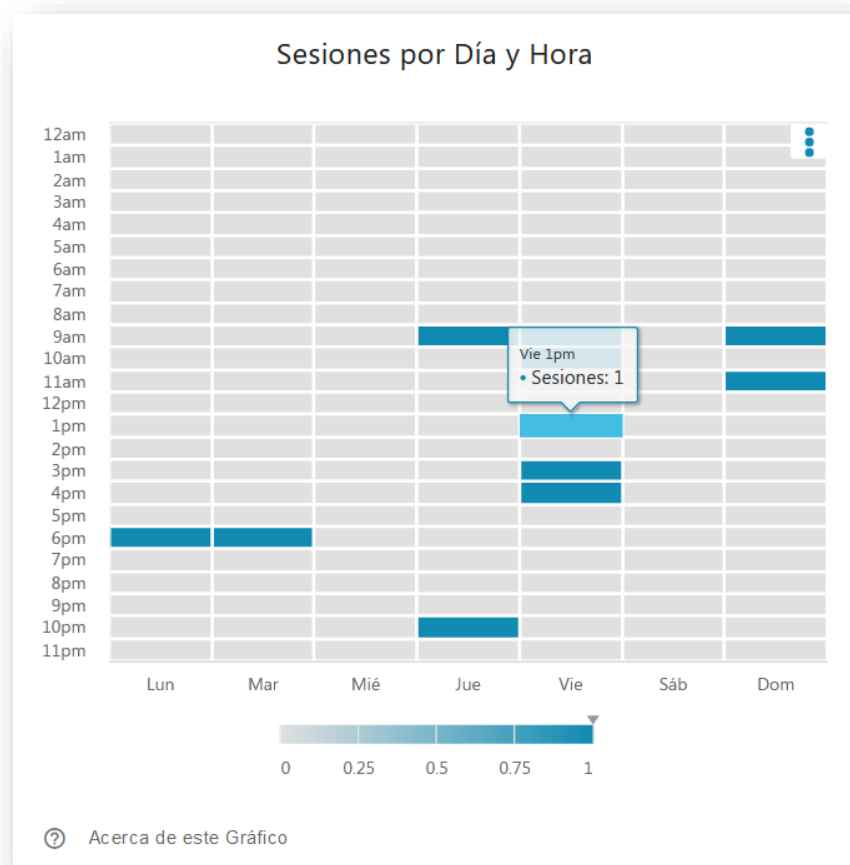 Sesiones por Día y Hora
12am
1am
2am
3am
4am
5am
6am
7am
8am
9am
10am
11am
12pm
1pm
2pm
3pm
4pm
5pm
6pm
7pm
8pm
9pm
10pm
11pm
Vie 1pm
• Sesiones: 1
Lun Mar Mié Jue Vie Sáb Dom
0 0.25 0.5 0.75 1
Acerca de este Gráfico